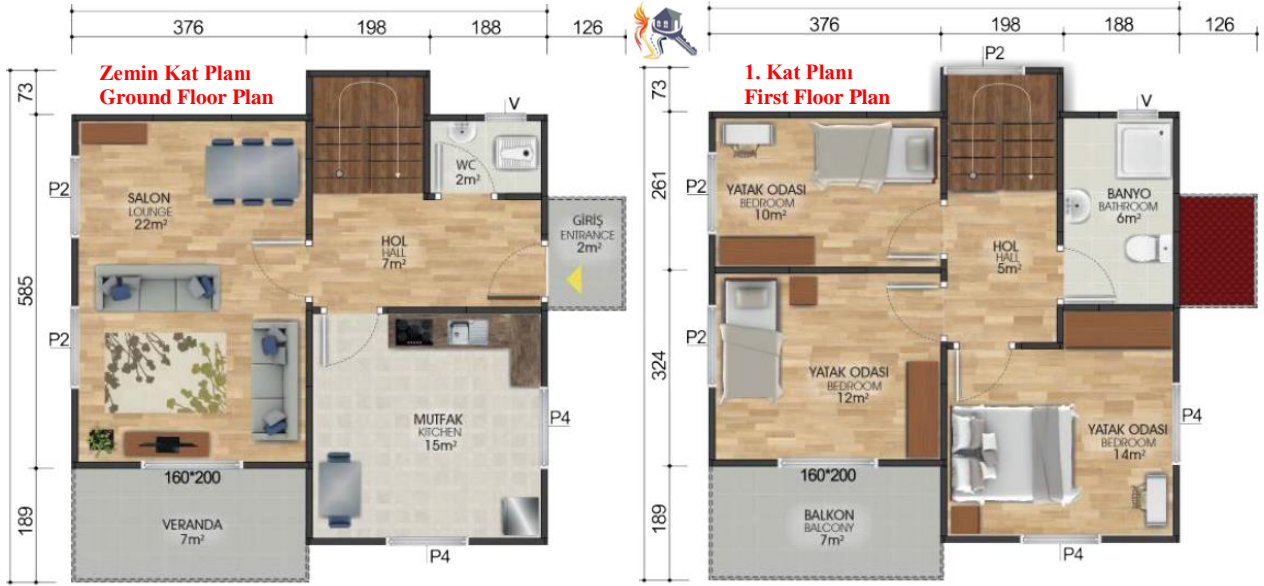 376
198
188
126
73
585
189
Zemin Kat Planı
Ground Floor Plan
V
WC
2m²
P2
SALON
LOUNGE
22m²
HOL
HALL
7m²
GİRİŞ
ENTRANCE
2m²
P2
MUTFAK
KITCHEN
15m²
P4
160*200
VERANDA
7m²
P4
376
198
188
126
73
261
324
189
1. Kat Planı
First Floor Plan
P2
V
P2
YATAK ODASI
BEDROOM
10m²
BANYO
BATHROOM
6m²
HOL
HALL
5m²
P2
YATAK ODASI
BEDROOM
12m²
P4
YATAK ODASI
BEDROOM
14m²
160*200
BALKON
BALCONY
7m²
P4